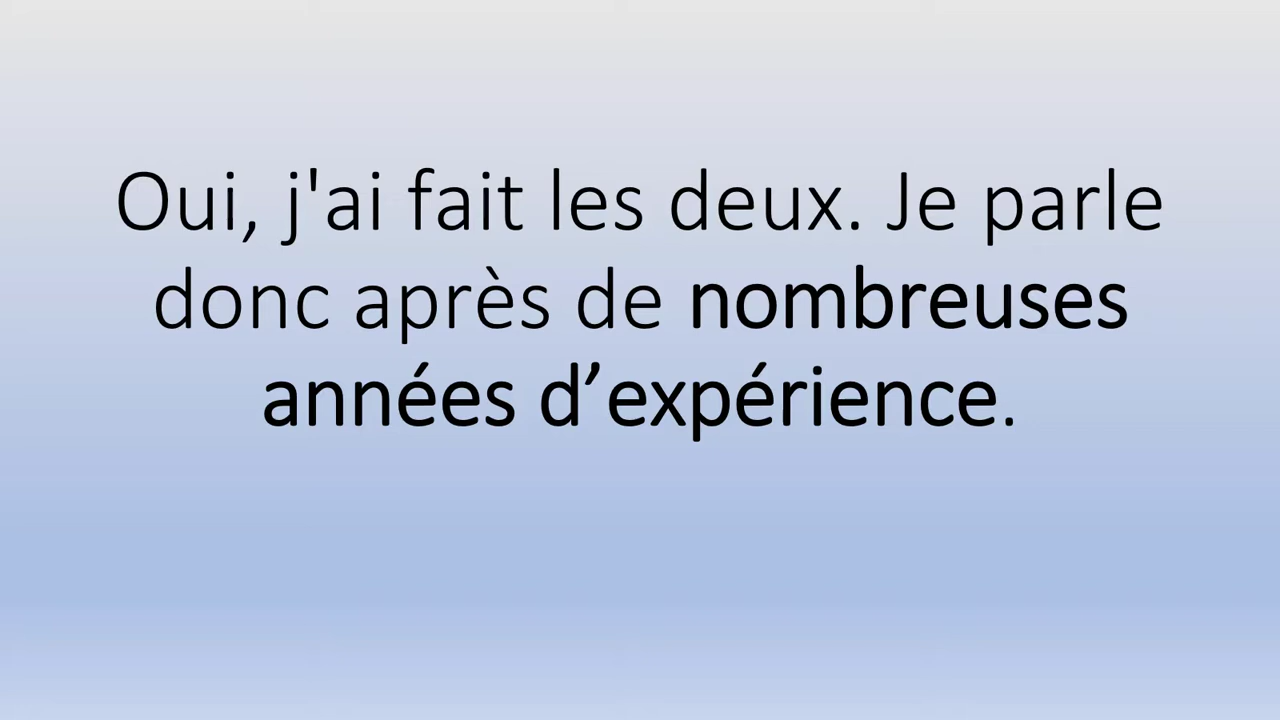 Oui, j'ai fait les deux. Je parle
donc après de nombreuses
années d’expérience.